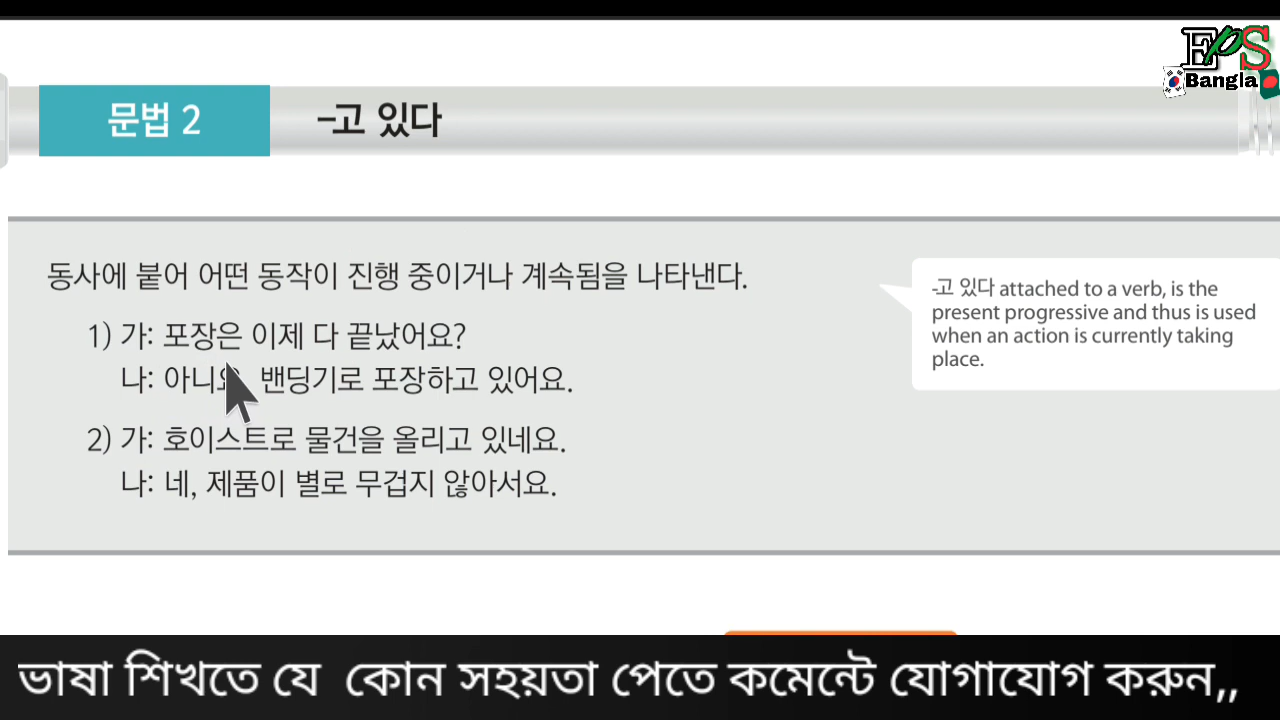 EPS
Bangla
문법 2
-고 있다
동사에 붙어 어떤 동작이 진행 중이거나 계속됨을 나타낸다.
-고 있다 attached to a verb, is the
present progressive and thus is used
when an action is currently taking
place.
1) 가: 포장은 이제 다 끝났어요?
나: 아니요, 밴딩기로 포장하고 있어요.
2) 가: 호이스트로 물건을 올리고 있네요.
나: 네, 제품이 별로 무겁지 않아서요.
ভাষা শিখতে যে কোন সহয়তা পেতে কমেন্টে যোগাযোগ করুন,,